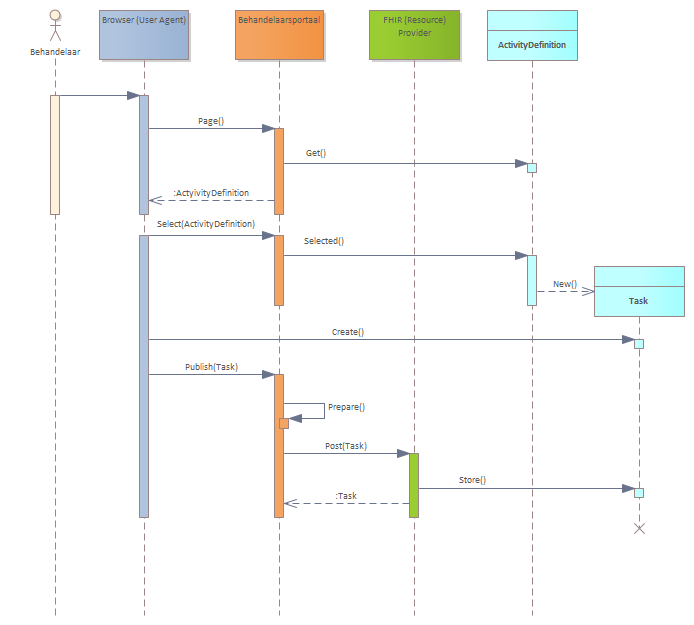 Browser (User Agent)
Behandelaarsportaal
FHIR (Resource)
Provider
ActivityDefinition
Behandelaar
Page()
Get()
:ActyivityDefinition
Select(ActivityDefinition)
Selected()
New()
Task
Create()
Publish(Task)
Prepare()
Post(Task)
Store()
:Task